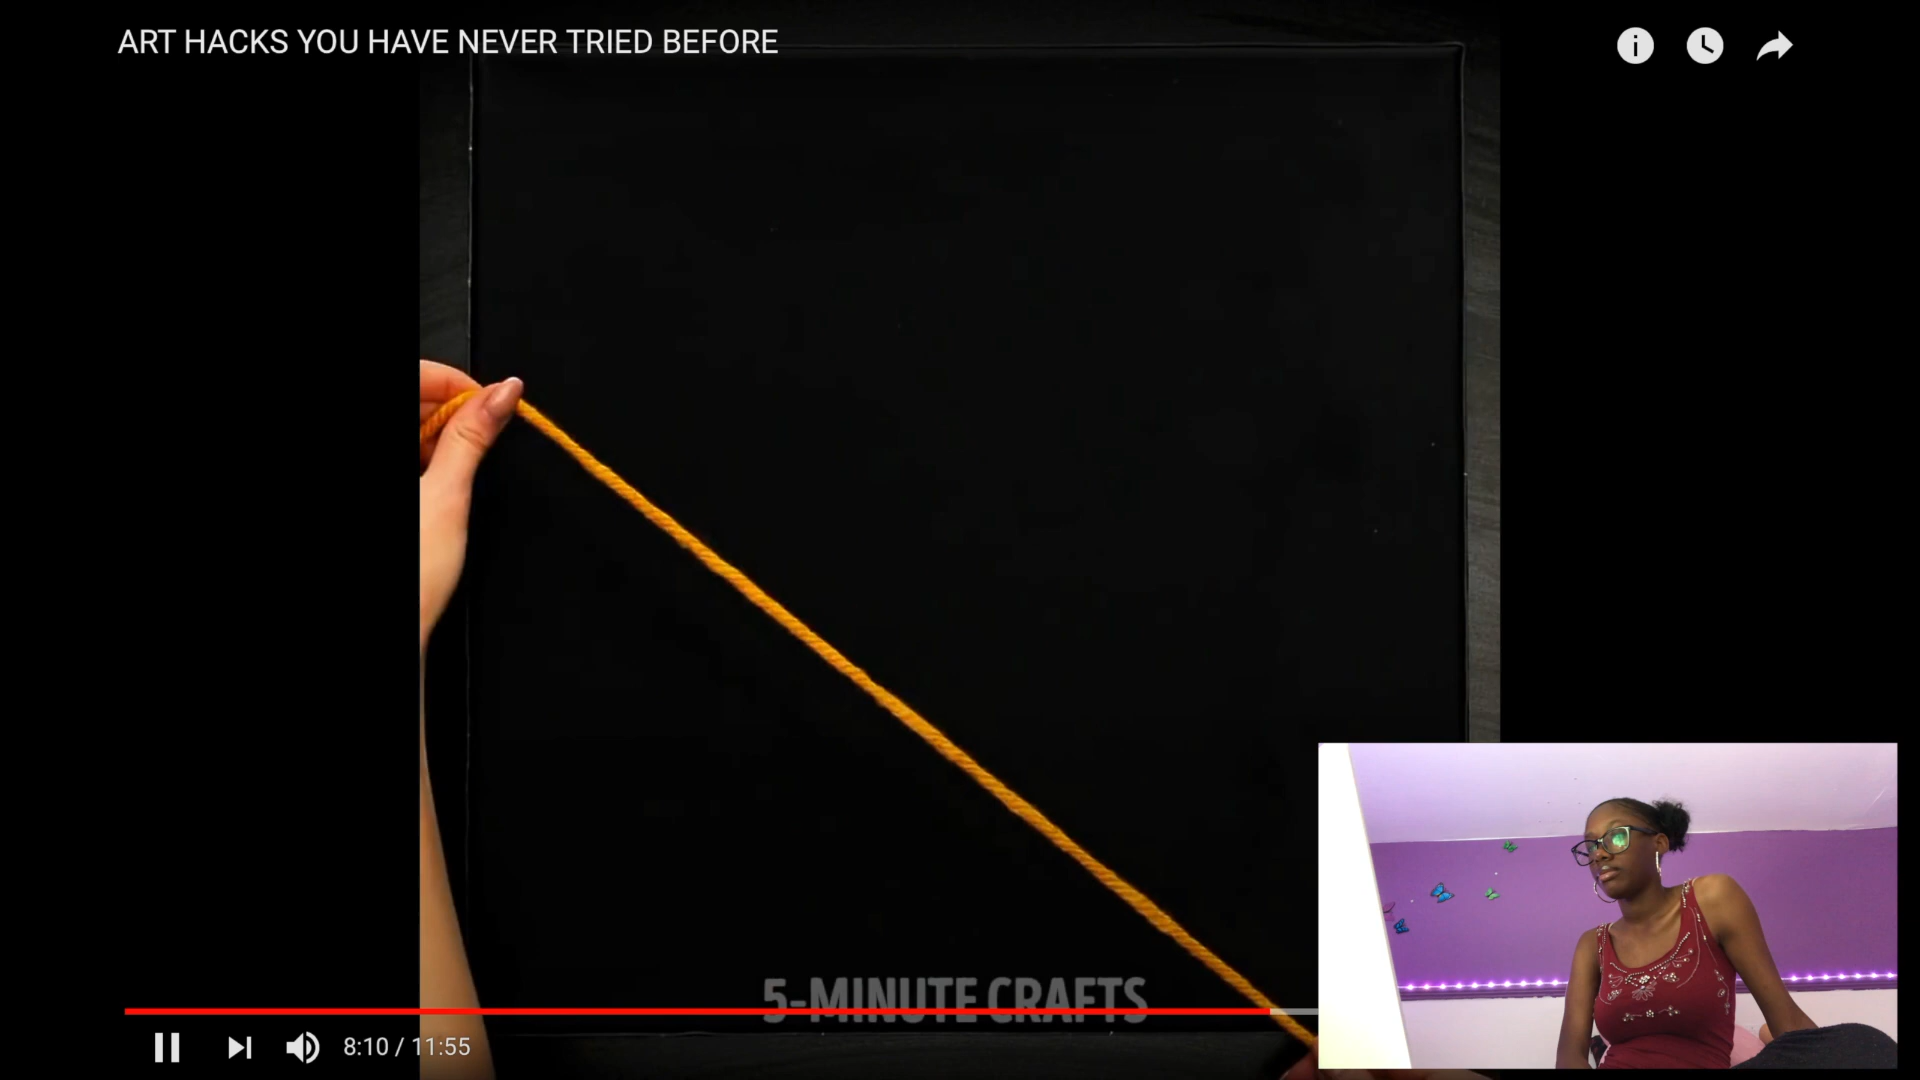 ART HACKS YOU HAVE NEVER TRIED BEFORE
5-MINUTE CRAFTS
8:10 / 11:55